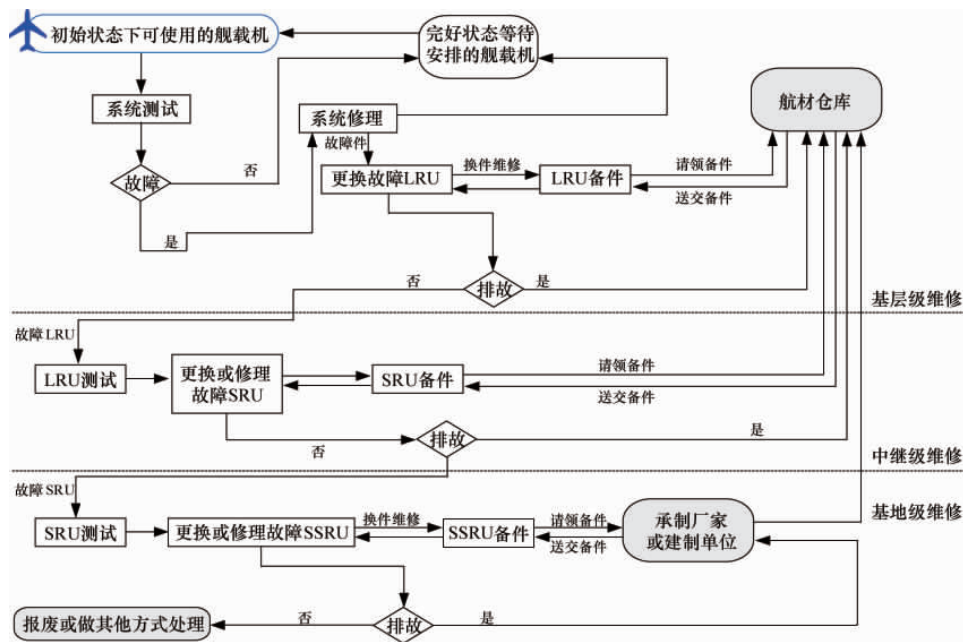 初始状态下可使用的舰载机
完好状态等待
安排的舰载机
航材仓库
系统测试
系统修理
故障件
故障
否
是
更换故障LRU
换件维修
LRU备件
请领备件
送交备件
否
排故
是
基层级维修
故障LRU
LRU测试
更换或修理
故障SRU
SRU备件
请领备件
送交备件
否
排故
是
中继级维修
故障SRU
SRU测试
更换或修理故障SSRU
换件维修
SSRU备件
请领备件
送交备件
承制厂家
或建制单位
基地级维修
报废或做其他方式处理
否
排故
是